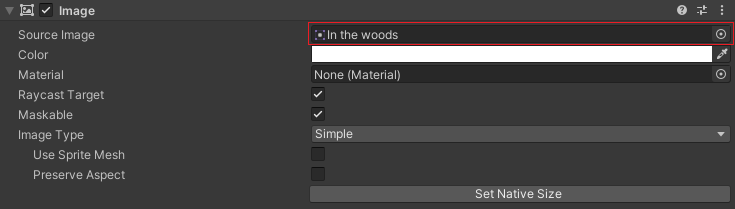 Image
Source Image In the woods
Color
Material None (Material)
Raycast Target
Maskable
Image Type Simple
Use Sprite Mesh
Preserve Aspect
Set Native Size